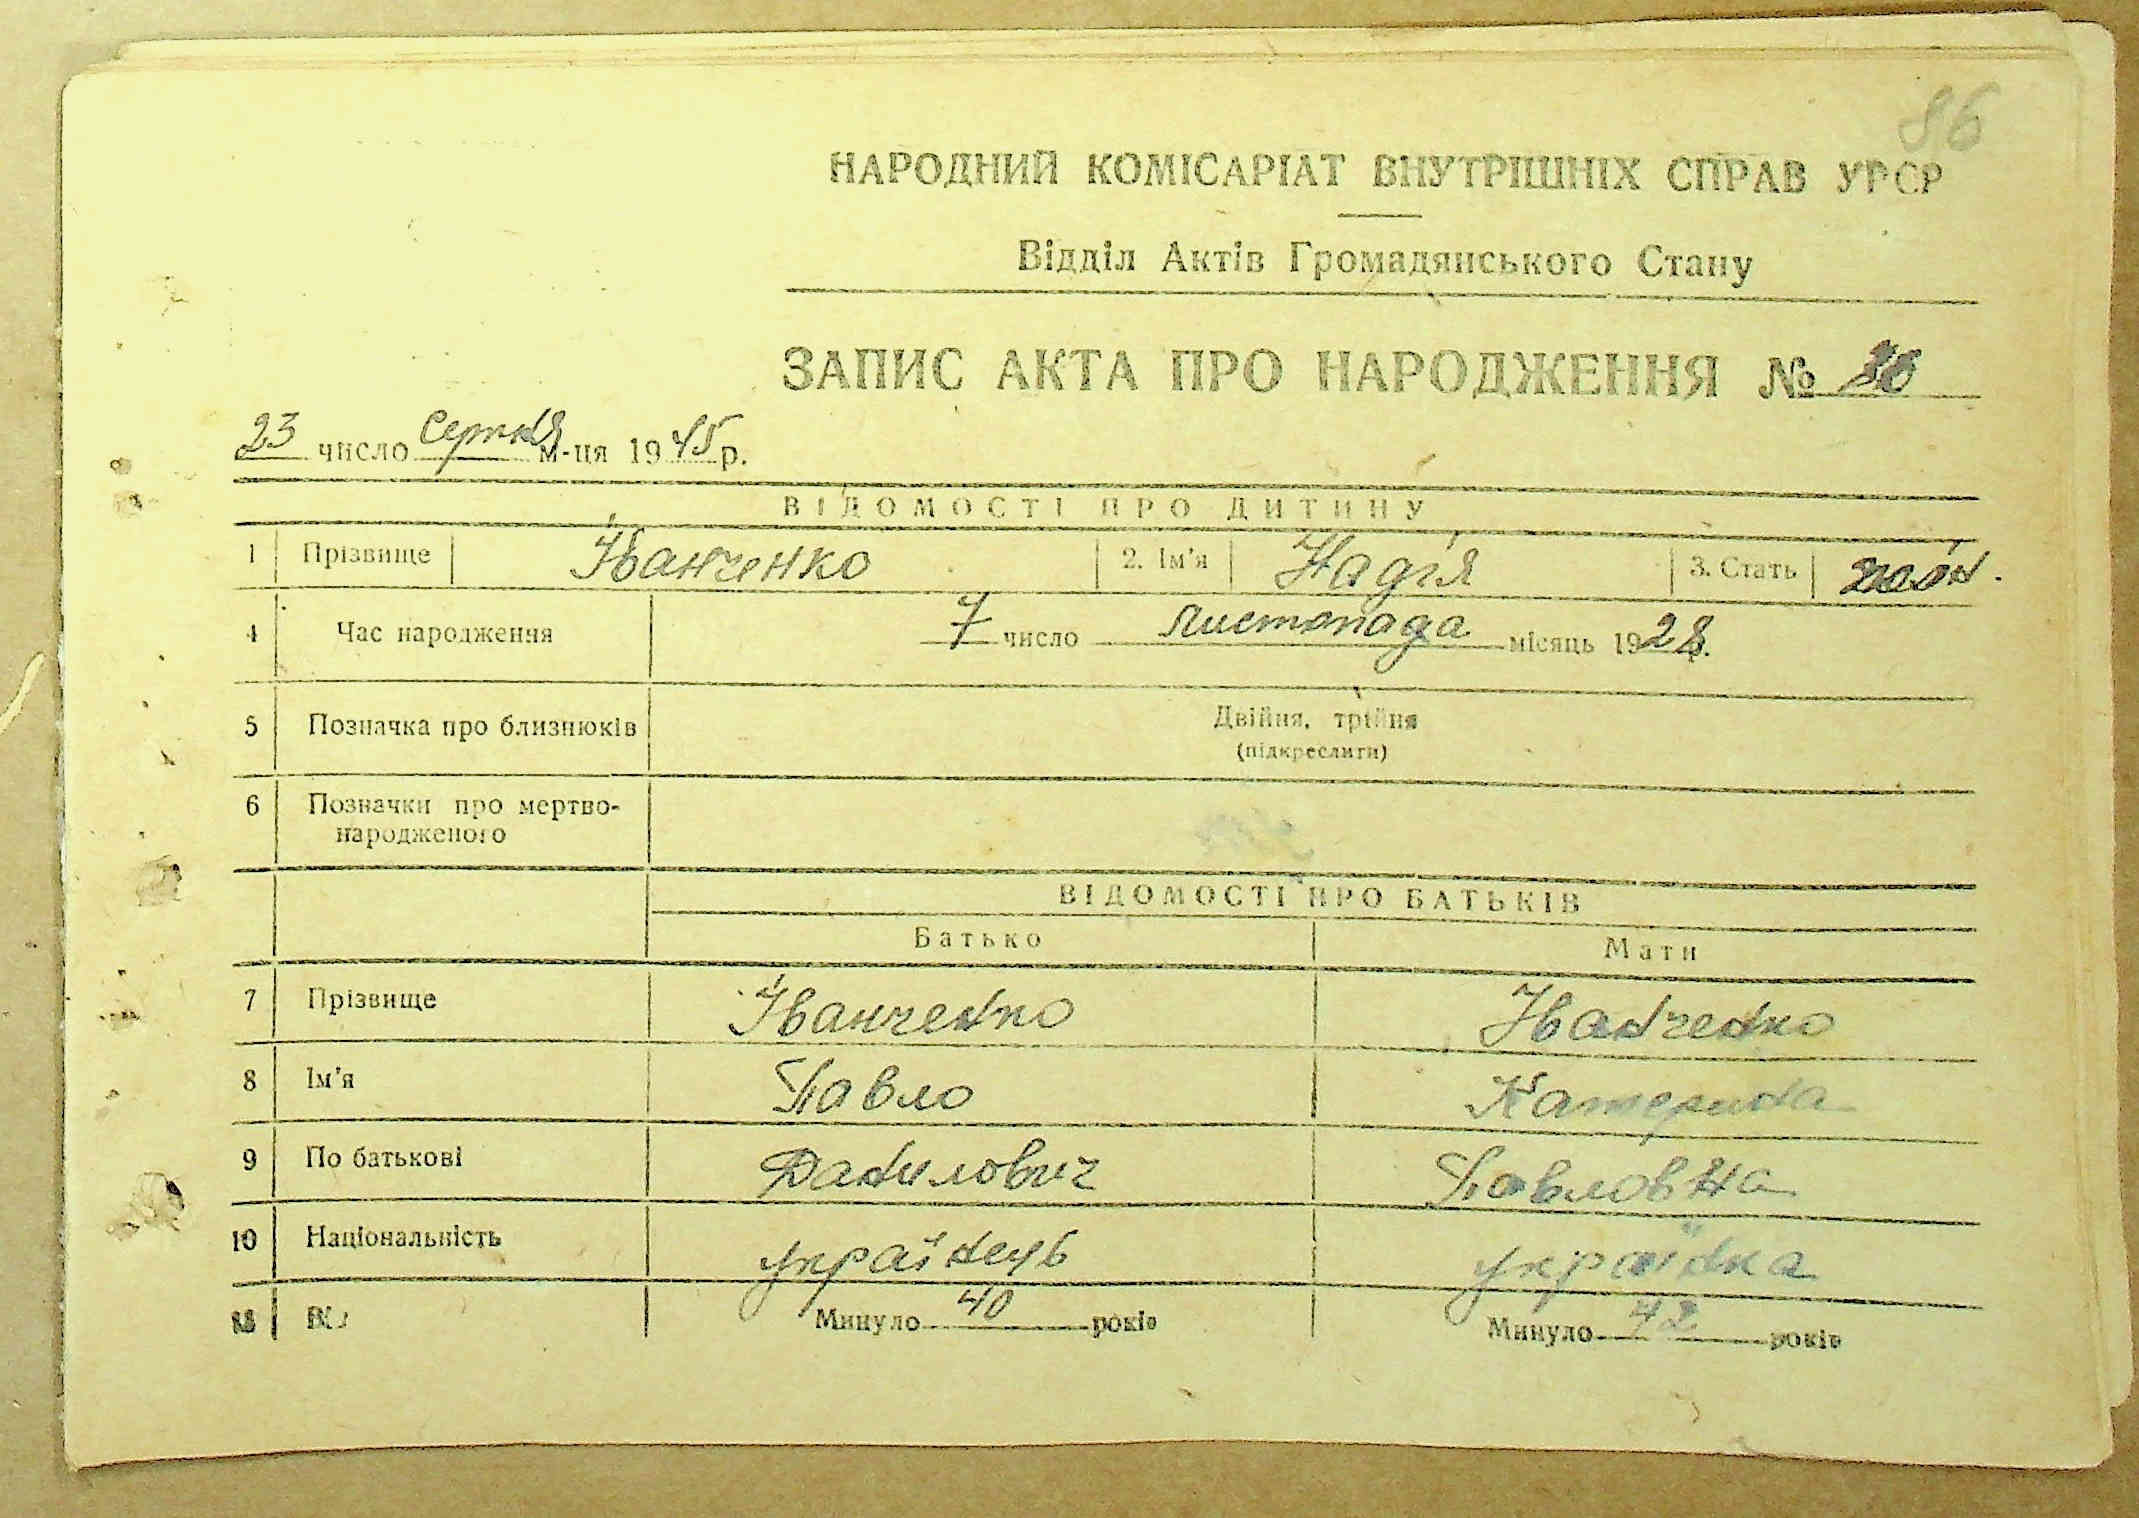 86
НАРОДНИЙ КОМІСАРІАТ ВНУТРІШНІХ СПРАВ УРСР
Відділ Актів Громадянського Стану
ЗАПИС АКТА ПРО НАРОДЖЕННЯ №
23 число Серпня м-ця 1945 р.
ВІДОМОСТІ ПРО ДИТИНУ
1 Прізвище Іванченко 2. Ім'я Надія 3. Стать
4 Час народження 7 число листопада місяць 1928
5 Позначка про близнюків Двійня, трійня
(підкреслити)
6 Позначки про мертво-
народженого
ВІДОМОСТІ ПРО БАТЬКІВ
Батько Мати
7 Прізвище Іванченко Іванченко
8 Ім'я Павло Катерина
9 По батькові Данилович Павловна
10 Національність українець українка
Минуло 40 років Минуло 42 років